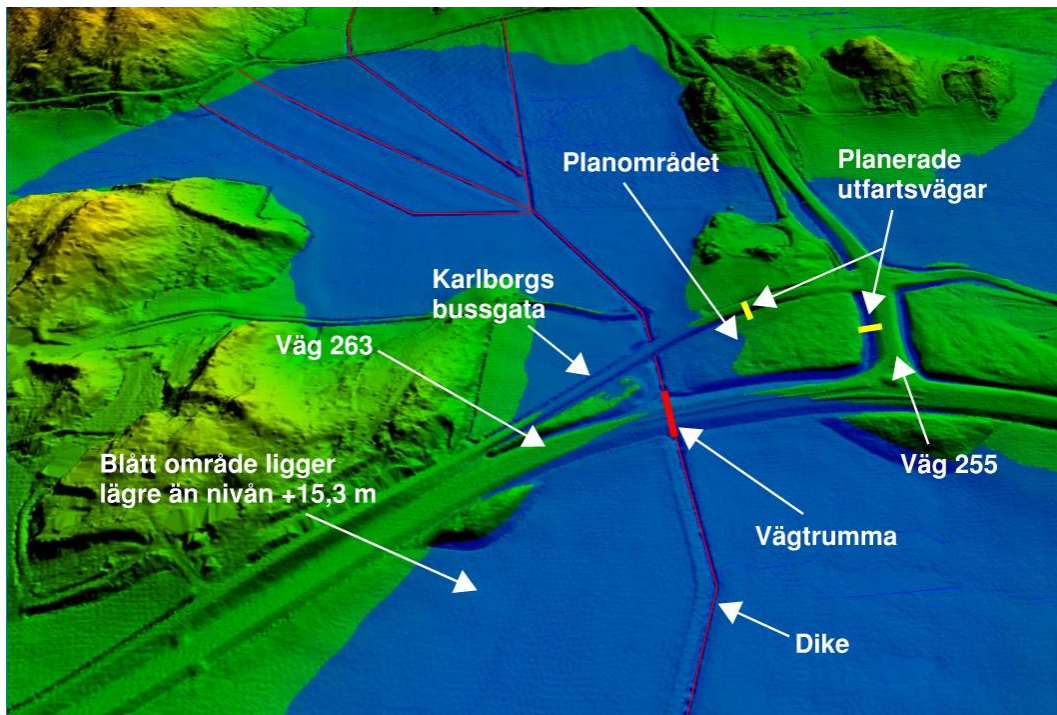 Planområdet
Planerade
utfartsvägar
Karlborgs
bussgata
Väg 263
Blått område ligger
lägre än nivån +15,3 m
Väg 255
Vägtrumma
Dike